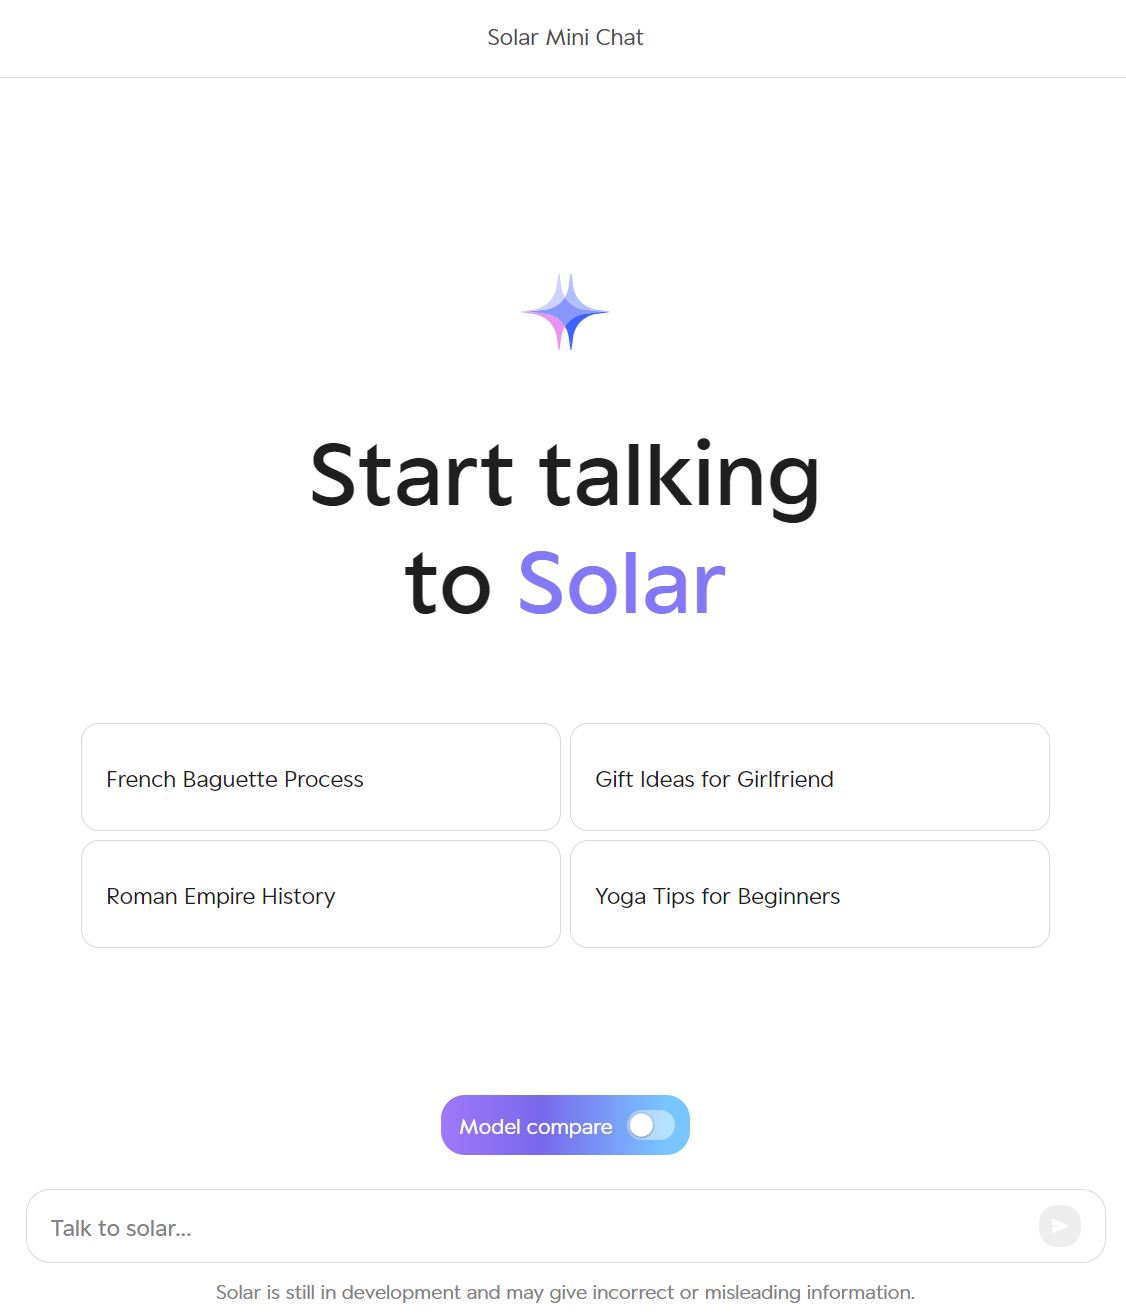 Solar Mini Chat
Start talking
to Solar
French Baguette Process
Gift Ideas for Girlfriend
Roman Empire History
Yoga Tips for Beginners
Model compare
Talk to solar...
Solar is still in development and may give incorrect or misleading information.